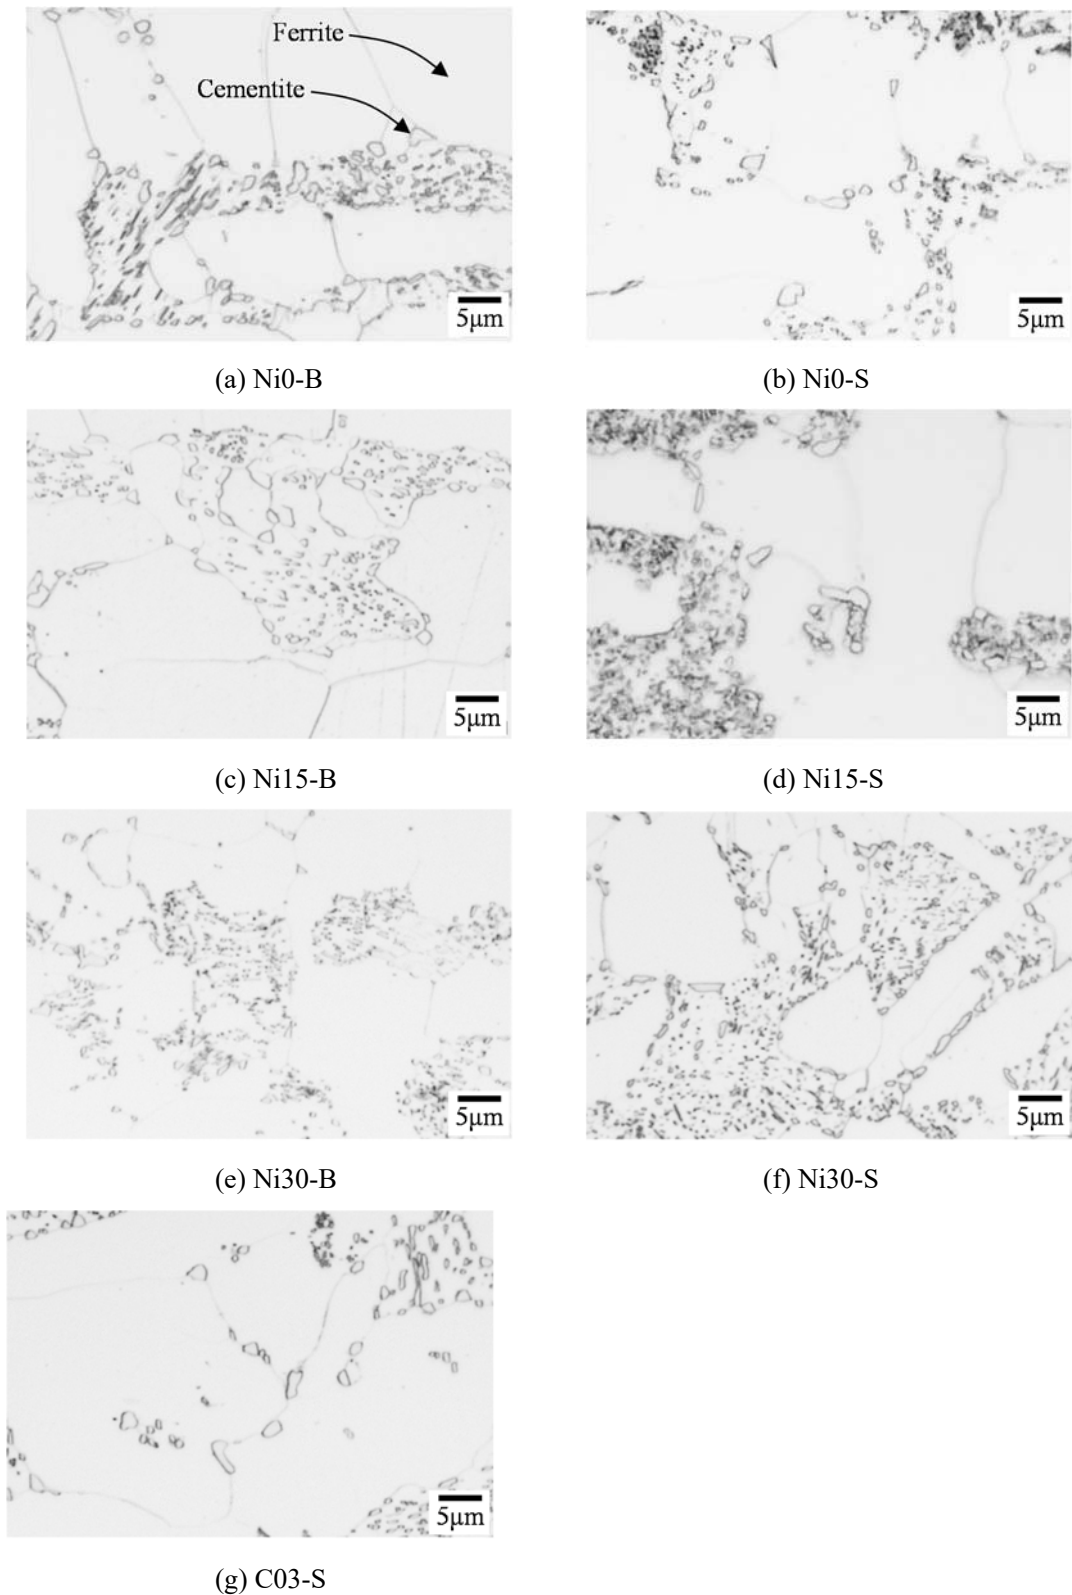 Ferrite
Cementite
5μm
5μm
(a) Ni0-B
(b) Ni0-S
5μm
5μm
(c) Ni15-B
(d) Ni15-S
5μm
5μm
(e) Ni30-B
(f) Ni30-S
5μm
(g) C03-S